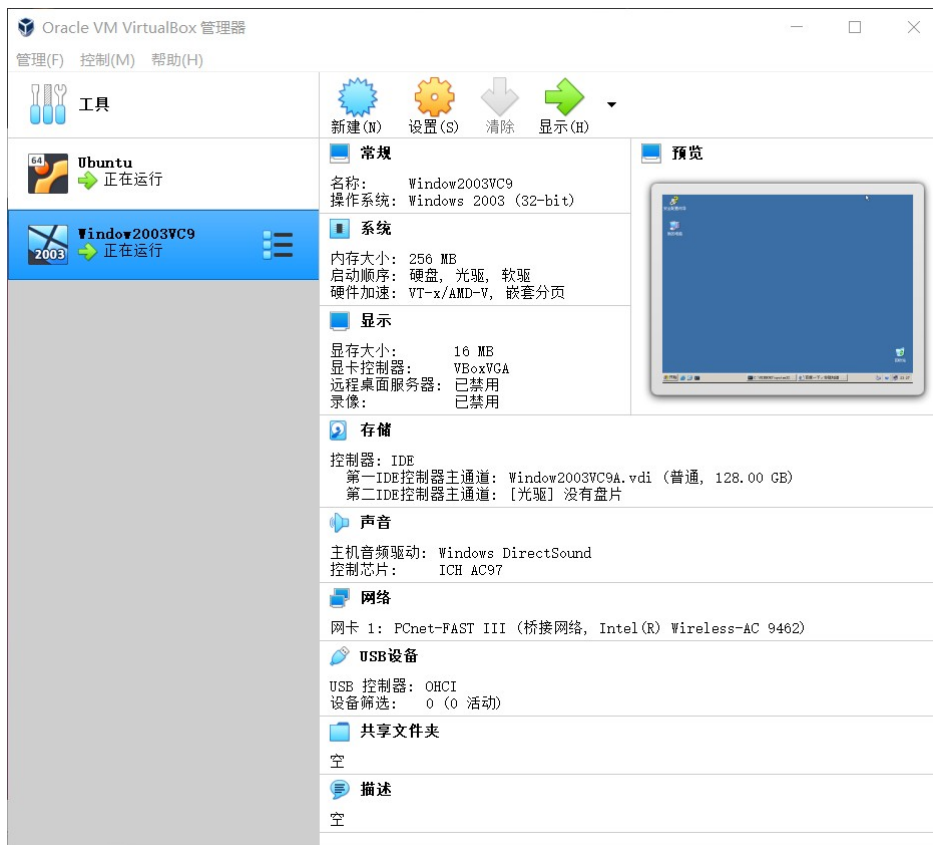 Oracle VM VirtualBox 管理器
管理(F) 控制(M) 帮助(H)
工具
新建(N) 设置(S) 清除 显示(H)
64
Ubuntu
正在运行
2003
Window2003VC9
正在运行
常规
名称: Window2003VC9
操作系统: Windows 2003 (32-bit)
系统
内存大小: 256 MB
启动顺序: 硬盘, 光驱, 软驱
硬件加速: VT-x/AMD-V, 嵌套分页
显示
显存大小: 16 MB
显卡控制器: VBoxVGA
远程桌面服务器: 已禁用
录像: 已禁用
预览
存储
控制器: IDE
第一IDE控制器主通道: Window2003VC9A.vdi (普通, 128.00 GB)
第二IDE控制器主通道: [光驱] 没有盘片
声音
主机音频驱动: Windows DirectSound
控制芯片: ICH AC97
网络
网卡 1: PCnet-FAST III (桥接网络, Intel(R) Wireless-AC 9462)
USB设备
USB 控制器: OHCI
设备筛选: 0 (0 活动)
共享文件夹
空
描述
空